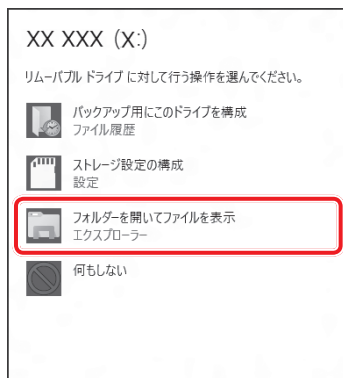 XX XXX (X:)
リムーバブル ドライブ に対して行う操作を選んでください。
バックアップ用にこのドライブを構成
ファイル履歴
ストレージ設定の構成
設定
フォルダーを開いてファイルを表示
エクスプローラー
何もしない